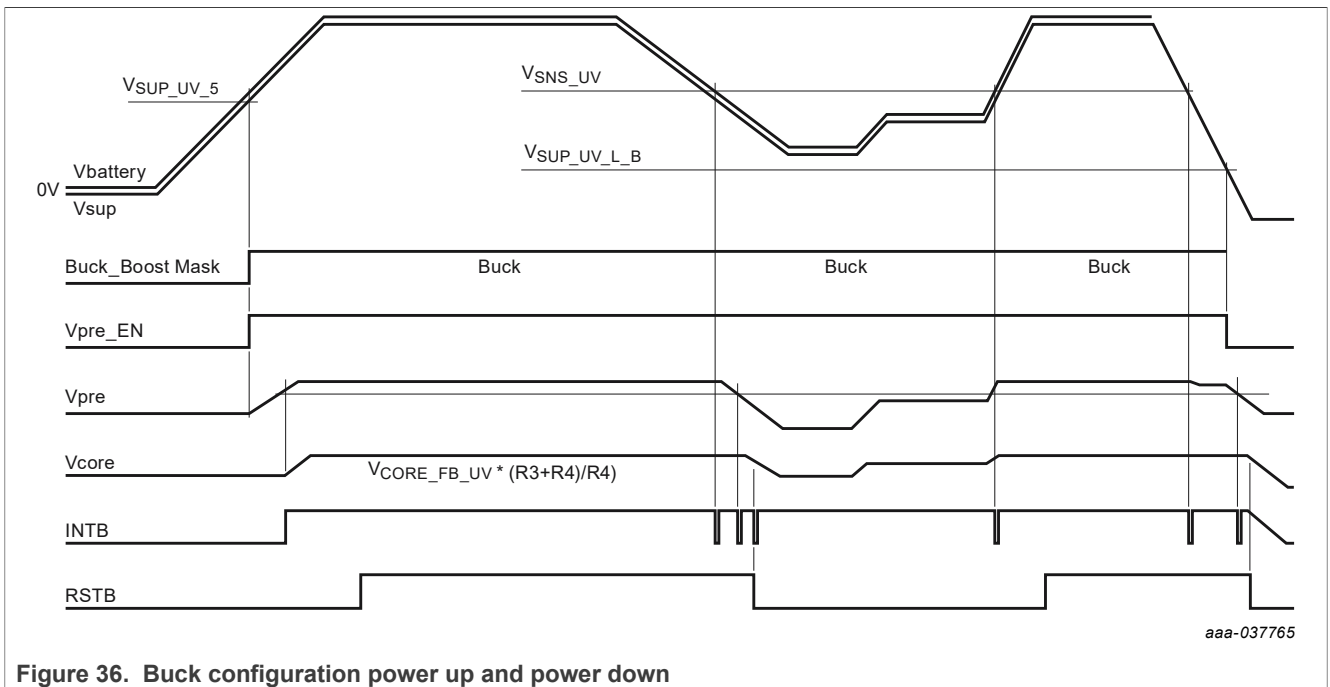 VSUP_UV_5
VSNS_UV
VSUP_UV_L_B
Vbattery
0V
Vsup
Buck_Boost Mask
Buck
Buck
Buck
Vpre_EN
Vpre
Vcore
VCORE_FB_UV * (R3+R4)/R4)
INTB
RSTB
aaa-037765
Figure 36. Buck configuration power up and power down